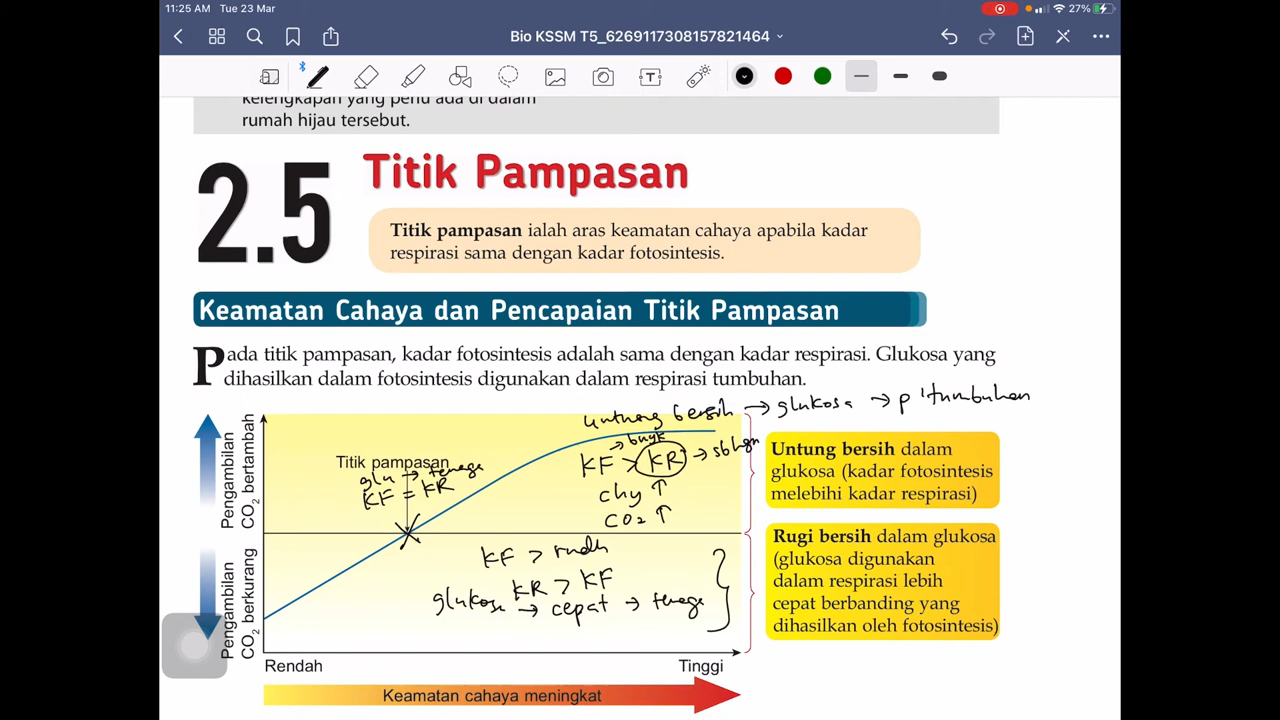 11:25 AM Tue 23 Mar
27%
Bio KSSM T5_6269117308157821464
T
kelengkapan yang perlu ada di dalam
rumah hijau tersebut.
2.5
Titik Pampasan
Titik pampasan ialah aras keamatan cahaya apabila kadar
respirasi sama dengan kadar fotosintesis.
Keamatan Cahaya dan Pencapaian Titik Pampasan
Pada titik pampasan, kadar fotosintesis adalah sama dengan kadar respirasi. Glukosa yang
dihasilkan dalam fotosintesis digunakan dalam respirasi tumbuhan.
untung bersih → glukosa → p'tumbuhan
Pengambilan
CO2 bertambah
Titik pampasan
glu → tenaga
KF = KR
→ bnyk
KF > KR → sblhgn
chy ↑
CO2 ↑
Untung bersih dalam
glukosa (kadar fotosintesis
melebihi kadar respirasi)
Pengambilan
CO2 berkurang
KF > rndh
KR > KF
glukosa → cepat → tenaga
Rugi bersih dalam glukosa
(glukosa digunakan
dalam respirasi lebih
cepat berbanding yang
dihasilkan oleh fotosintesis)
Rendah
Tinggi
Keamatan cahaya meningkat